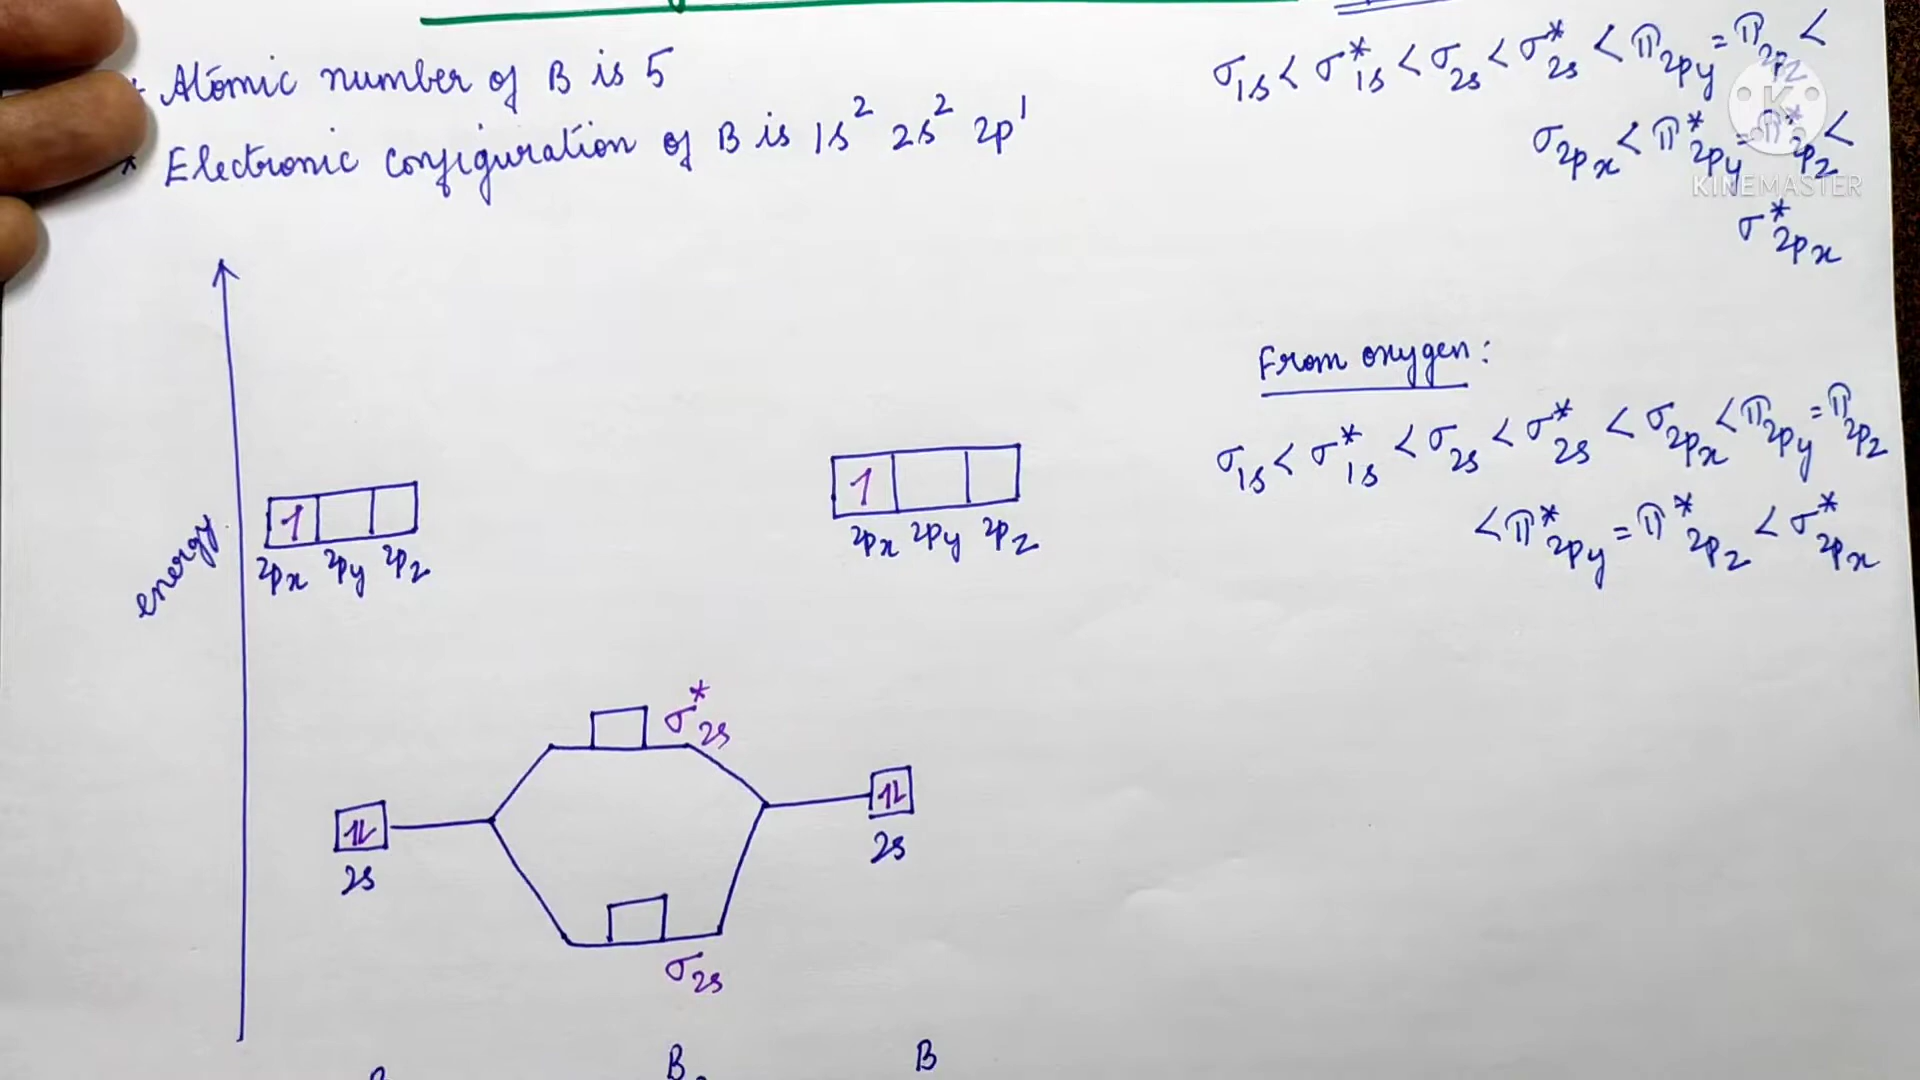 * Atomic number of B is 5
* Electronic configuration of B is 1s² 2s² 2p¹
σ1s < σ*1s < σ2s < σ*2s < π2py = π2pz <
σ2px < π*2py = π*2pz <
σ*2px
KINEMASTER
From oxygen:
σ1s < σ*1s < σ2s < σ*2s < σ2px < π2py = π2pz
< π*2py = π*2pz < σ*2px
energy
1
2px 2py 2pz
1
2px 2py 2pz
σ*2s
1L
2s
1L
2s
σ2s
B B